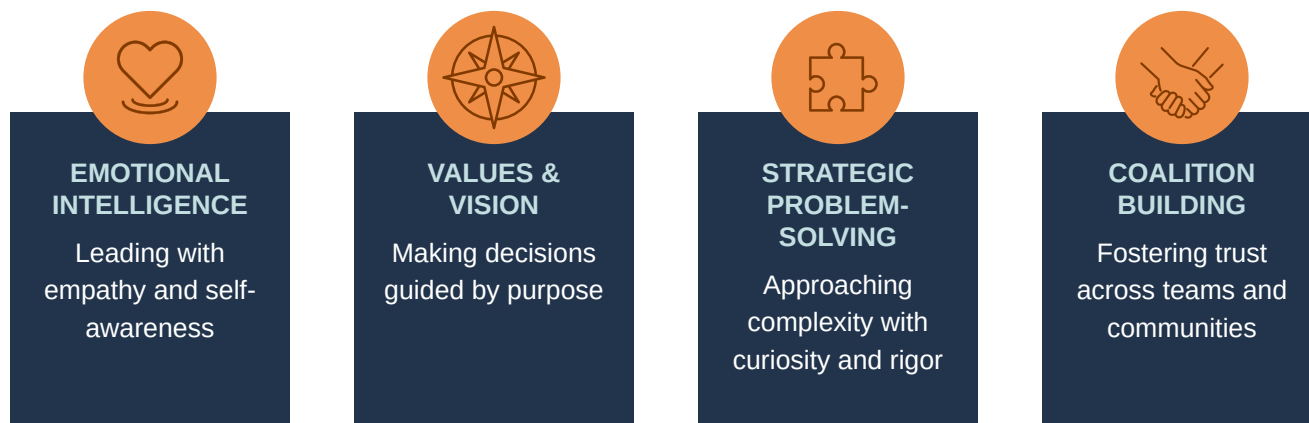 EMOTIONAL
INTELLIGENCE
Leading with
empathy and self-
awareness
VALUES &
VISION
Making decisions
guided by purpose
STRATEGIC
PROBLEM-
SOLVING
Approaching
complexity with
curiosity and rigor
COALITION
BUILDING
Fostering trust
across teams and
communities